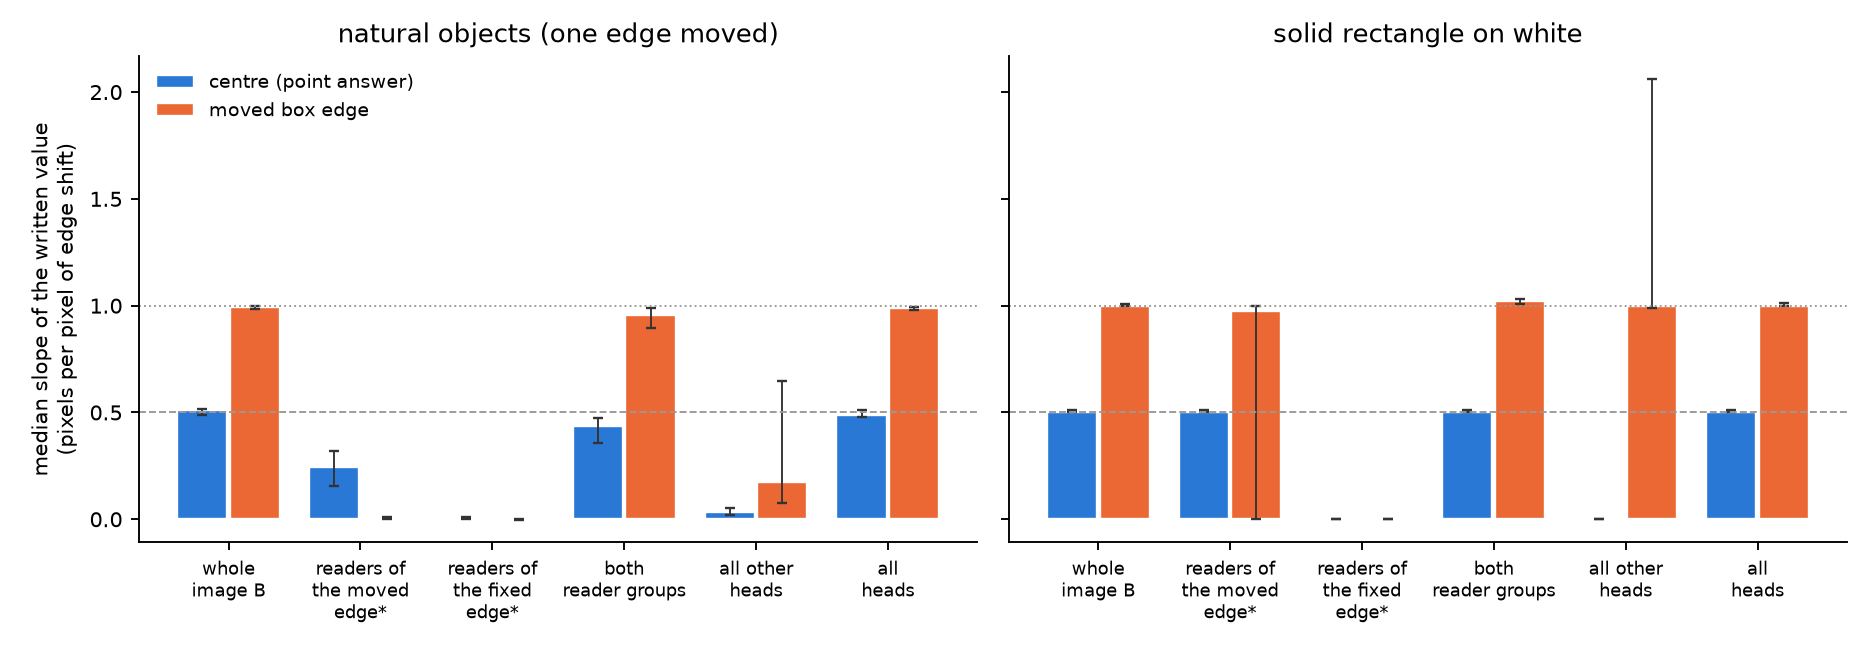 natural objects (one edge moved)
solid rectangle on white
centre (point answer)
moved box edge
median slope of the written value
(pixels per pixel of edge shift)
2.0
1.5
1.0
0.5
0.0
whole
image B
readers of
the moved
edge*
readers of
the fixed
edge*
both
reader groups
all other
heads
all
heads
whole
image B
readers of
the moved
edge*
readers of
the fixed
edge*
both
reader groups
all other
heads
all
heads